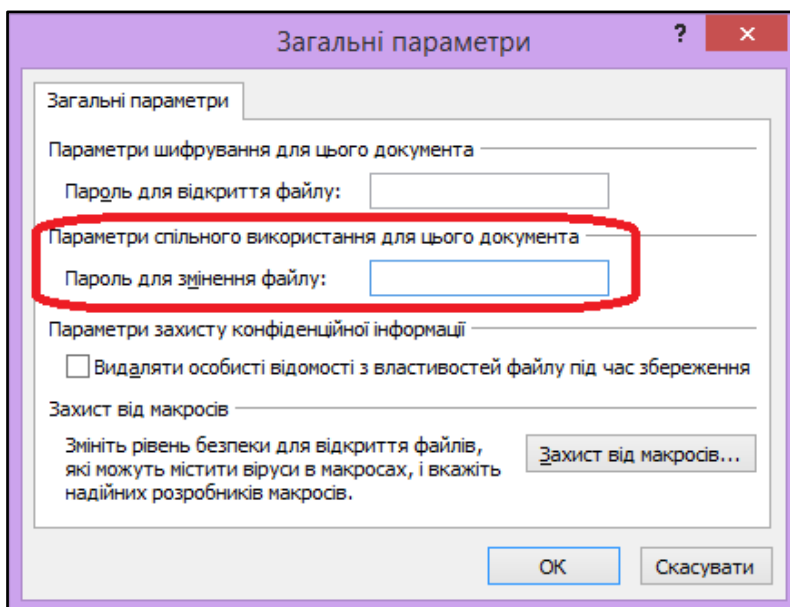 Загальні параметри
?
Загальні параметри
Параметри шифрування для цього документа
Пароль для відкриття файлу:
Параметри спільного використання для цього документа
Пароль для змінення файлу:
Параметри захисту конфіденційної інформації
Видаляти особисті відомості з властивостей файлу під час збереження
Захист від макросів
Змініть рівень безпеки для відкриття файлів,
які можуть містити віруси в макросах, і вкажіть
надійних розробників макросів.
Захист від макросів...
ОК
Скасувати